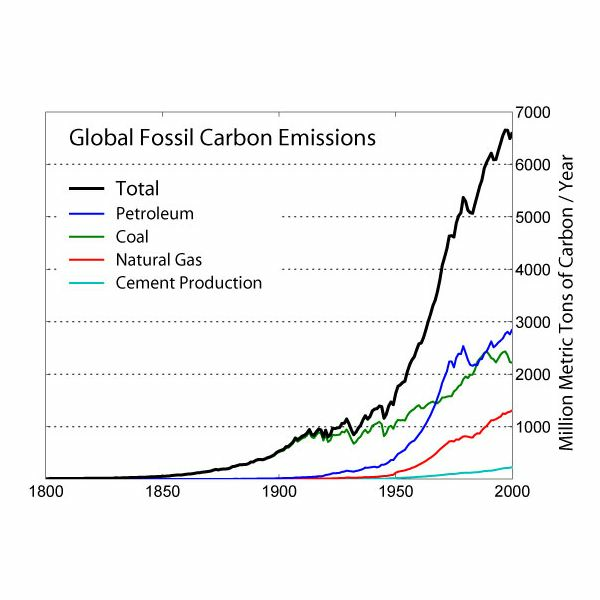 Global Fossil Carbon Emissions
Total
Petroleum
Coal
Natural Gas
Cement Production
7000
6000
5000
4000
3000
2000
1000
Million Metric Tons of Carbon / Year
1800
1850
1900
1950
2000